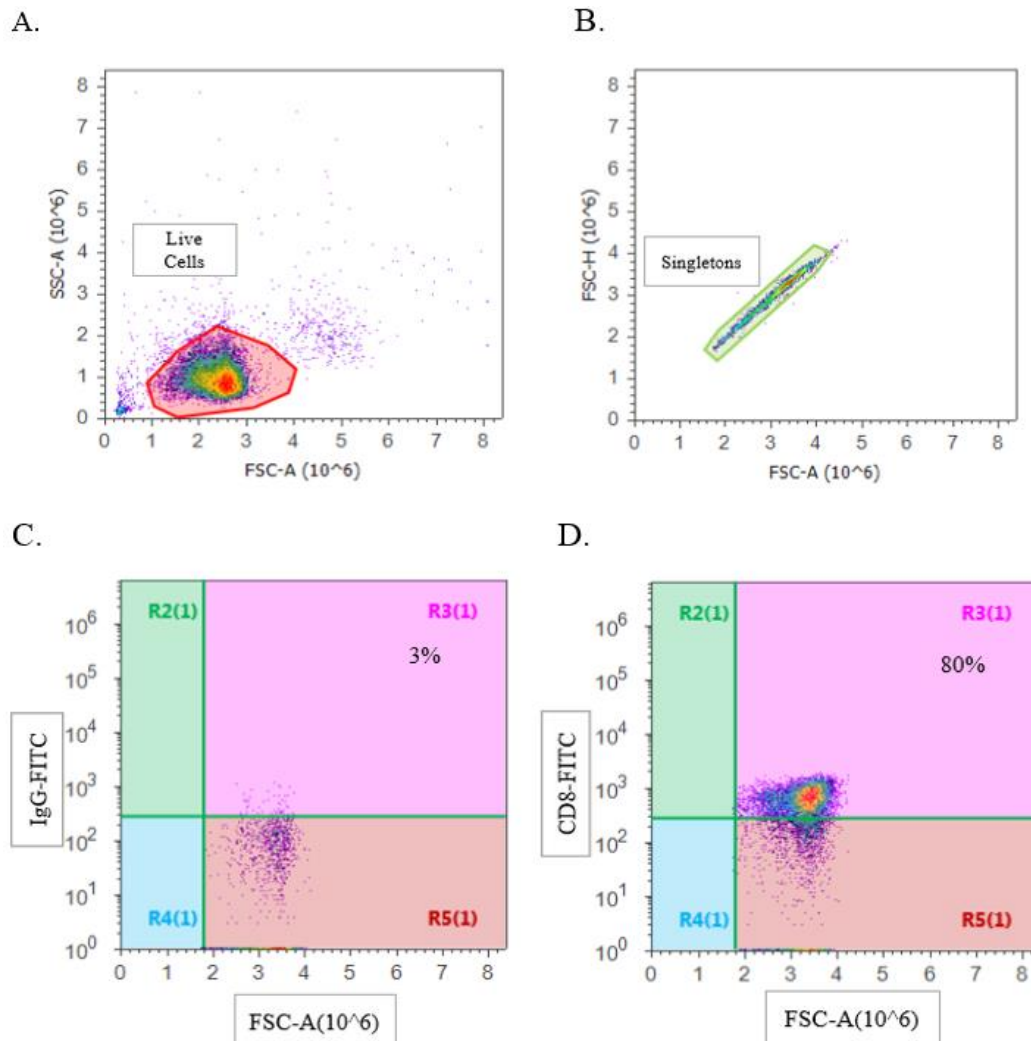 A.
B.
8
7
6
5
4
3
2
1
0
SSC-A (10^6)
Live
Cells
0 1 2 3 4 5 6 7 8
FSC-A (10^6)
8
7
6
5
4
3
2
1
0
FSC-H (10^6)
Singletons
0 1 2 3 4 5 6 7 8
FSC-A (10^6)
C.
D.
R2(1)
R3(1)
3%
10^6
10^5
10^4
10^3
10^2
10^1
10^0
IgG-FITC
R4(1)
R5(1)
0 1 2 3 4 5 6 7 8
FSC-A(10^6)
R2(1)
R3(1)
80%
10^6
10^5
10^4
10^3
10^2
10^1
10^0
CD8-FITC
R4(1)
R5(1)
0 1 2 3 4 5 6 7 8
FSC-A(10^6)